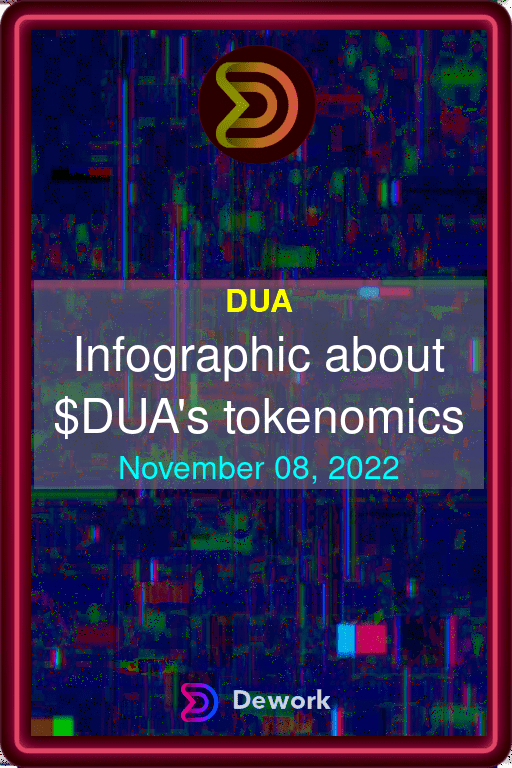 DUA
Infographic about
$DUA's tokenomics
November 08, 2022
Dework